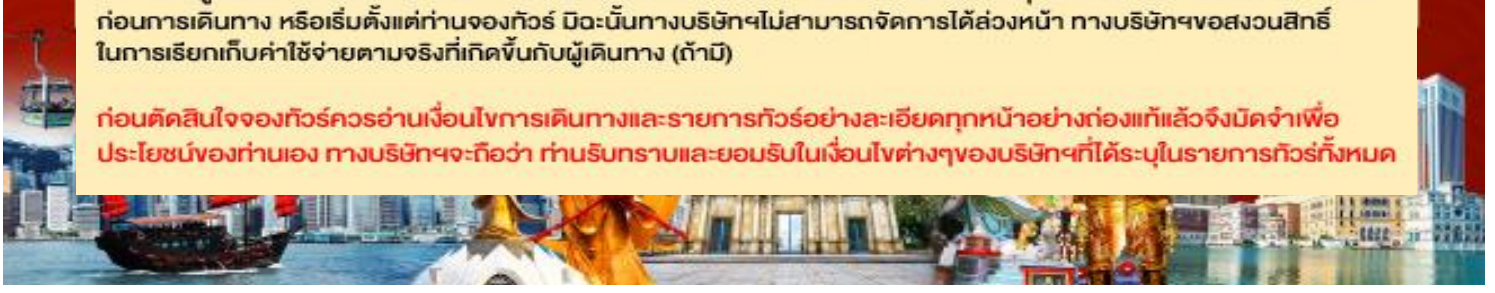 ก่อนการเดินทาง หรือเริ่มตั้งแต่ท่านจองทัวร์ มิฉะนั้นทางบริษัทฯไม่สามารถจัดการได้ล่วงหน้า ทางบริษัทฯขอสงวนสิทธิ์
ในการเรียกเก็บค่าใช้จ่ายตามจริงที่เกิดขึ้นกับผู้เดินทาง (ถ้ามี)
ก่อนตัดสินใจจองทัวร์ควรอ่านเงื่อนไขการเดินทางและรายการทัวร์อย่างละเอียดทุกหน้าอย่างถ่องแท้แล้วจึงมัดจำเพื่อ
ประโยชน์ของท่านเอง ทางบริษัทฯจะถือว่า ท่านรับทราบและยอมรับในเงื่อนไขต่างๆของบริษัทฯที่ได้ระบุในรายการทัวร์ทั้งหมด